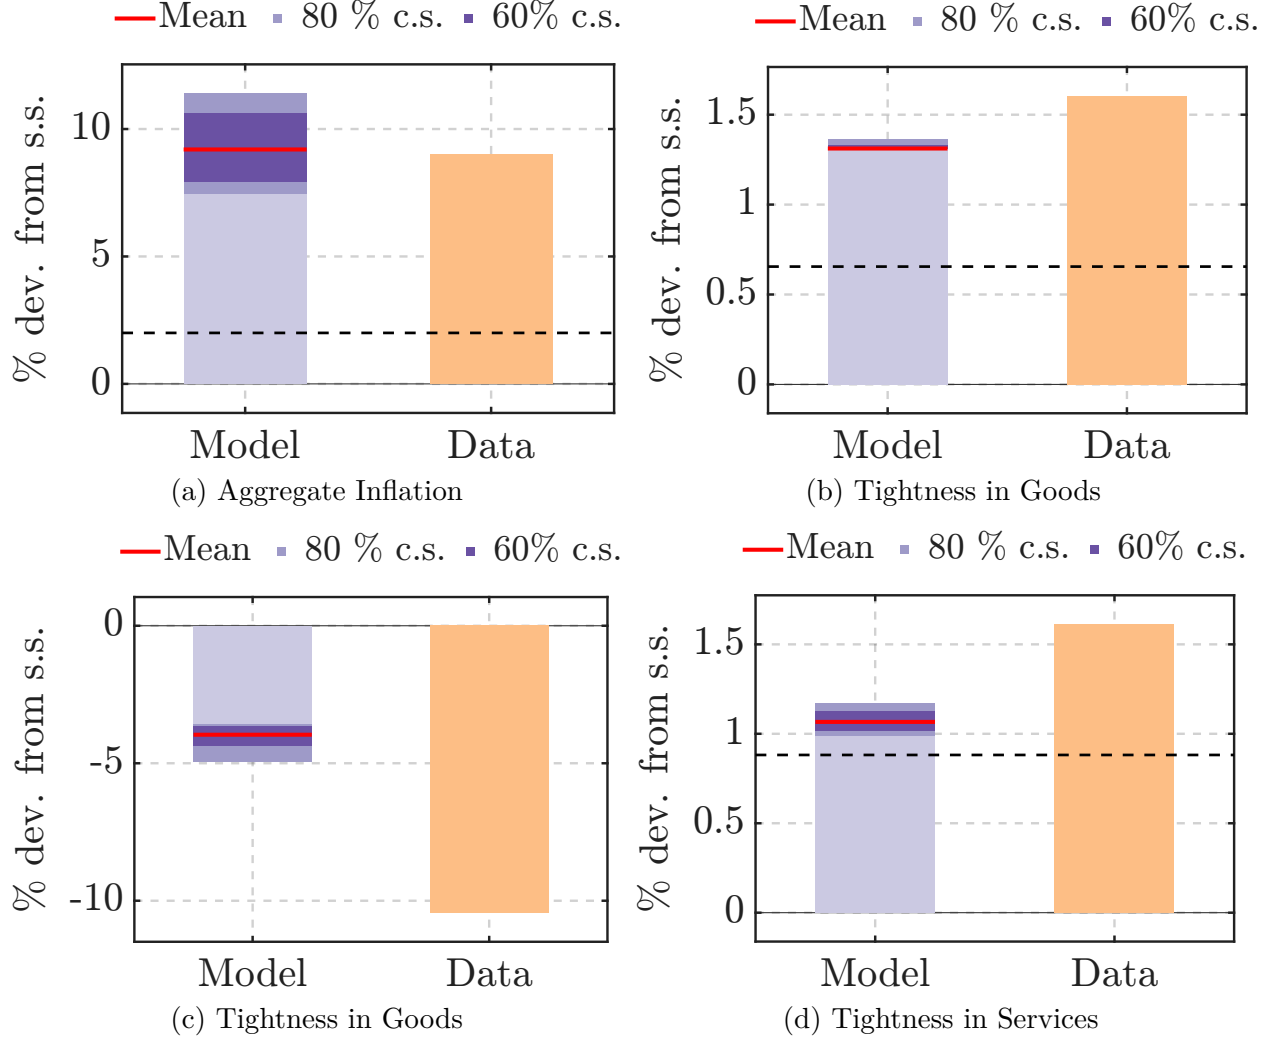 Mean 80 % c.s. 60% c.s.
% dev. from s.s.
10
5
0
Model Data
(a) Aggregate Inflation
Mean 80 % c.s. 60% c.s.
% dev. from s.s.
1.5
1
0.5
0
Model Data
(b) Tightness in Goods
Mean 80 % c.s. 60% c.s.
% dev. from s.s.
0
-5
-10
Model Data
(c) Tightness in Goods
Mean 80 % c.s. 60% c.s.
% dev. from s.s.
1.5
1
0.5
0
Model Data
(d) Tightness in Services